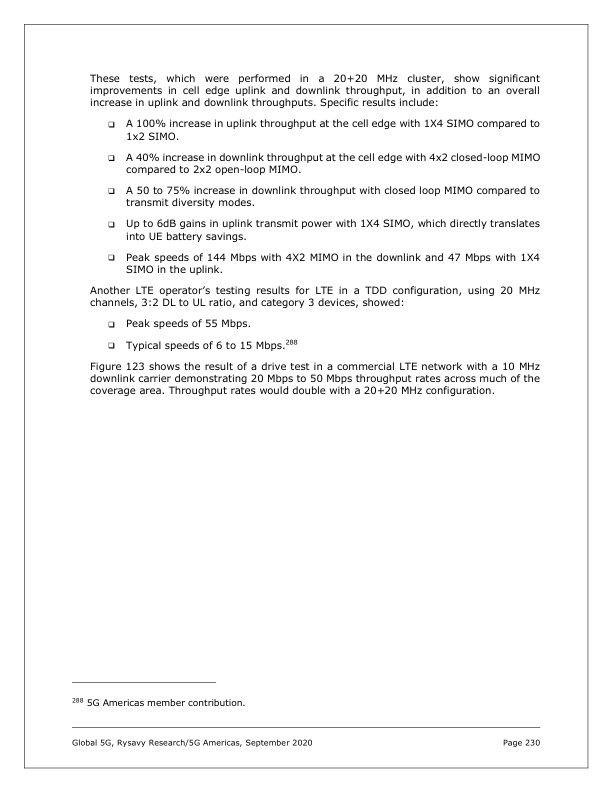 These tests, which were performed in a 20+20 MHz cluster, show significant
improvements in cell edge uplink and downlink throughput, in addition to an overall
increase in uplink and downlink throughputs. Specific results include:
❑ A 100% increase in uplink throughput at the cell edge with 1X4 SIMO compared to
1x2 SIMO.
❑ A 40% increase in downlink throughput at the cell edge with 4x2 closed-loop MIMO
compared to 2x2 open-loop MIMO.
❑ A 50 to 75% increase in downlink throughput with closed loop MIMO compared to
transmit diversity modes.
❑ Up to 6dB gains in uplink transmit power with 1X4 SIMO, which directly translates
into UE battery savings.
❑ Peak speeds of 144 Mbps with 4X2 MIMO in the downlink and 47 Mbps with 1X4
SIMO in the uplink.
Another LTE operator’s testing results for LTE in a TDD configuration, using 20 MHz
channels, 3:2 DL to UL ratio, and category 3 devices, showed:
❑ Peak speeds of 55 Mbps.
❑ Typical speeds of 6 to 15 Mbps.288
Figure 123 shows the result of a drive test in a commercial LTE network with a 10 MHz
downlink carrier demonstrating 20 Mbps to 50 Mbps throughput rates across much of the
coverage area. Throughput rates would double with a 20+20 MHz configuration.
288 5G Americas member contribution.
Global 5G, Rysavy Research/5G Americas, September 2020 Page 230